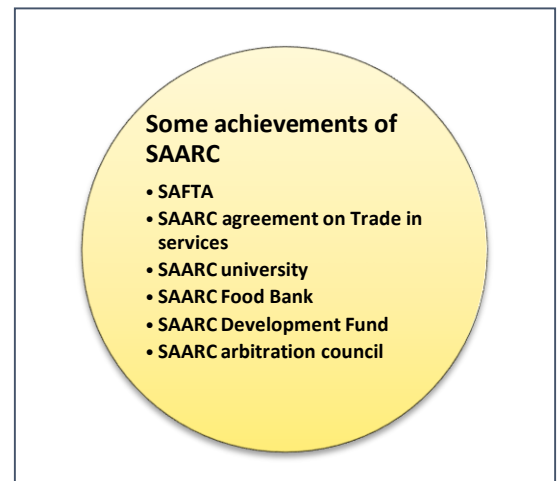 Some achievements of
SAARC
• SAFTA
• SAARC agreement on Trade in
services
• SAARC university
• SAARC Food Bank
• SAARC Development Fund
• SAARC arbitration council